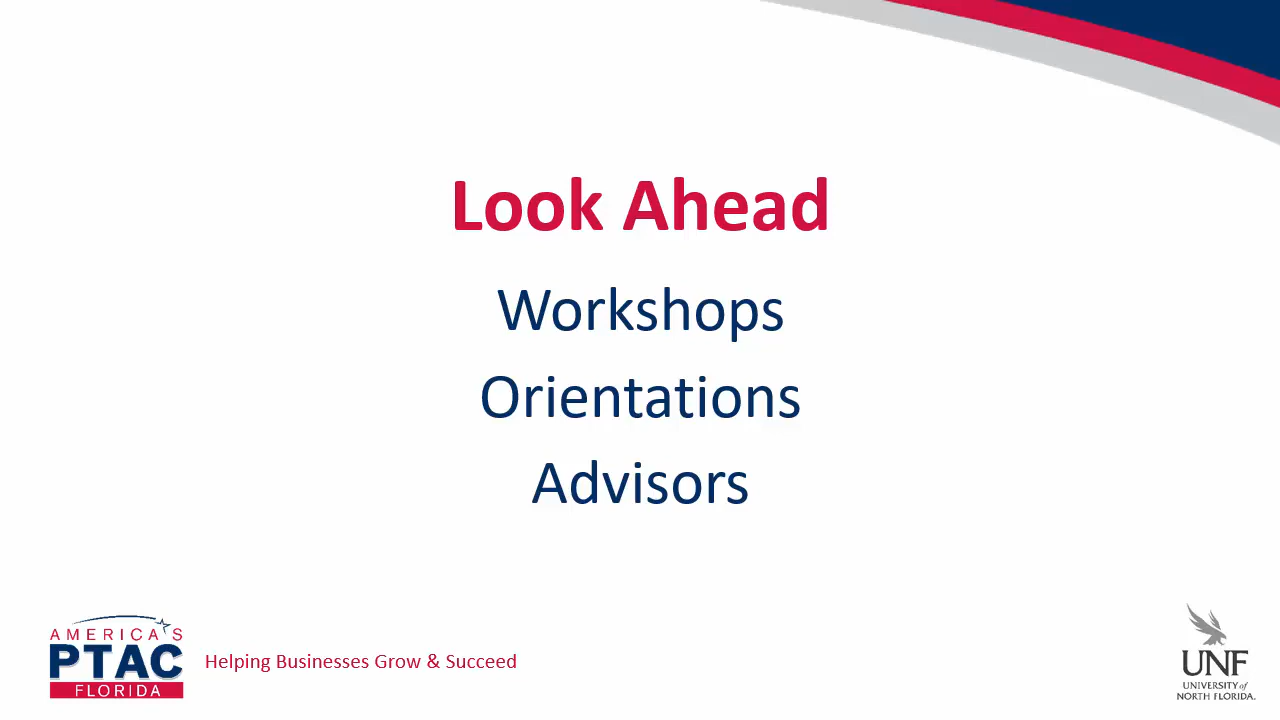 Look Ahead
Workshops
Orientations
Advisors
AMERICA'S
PTAC
FLORIDA
Helping Businesses Grow & Succeed
UNF
UNIVERSITY of
NORTH FLORIDA.